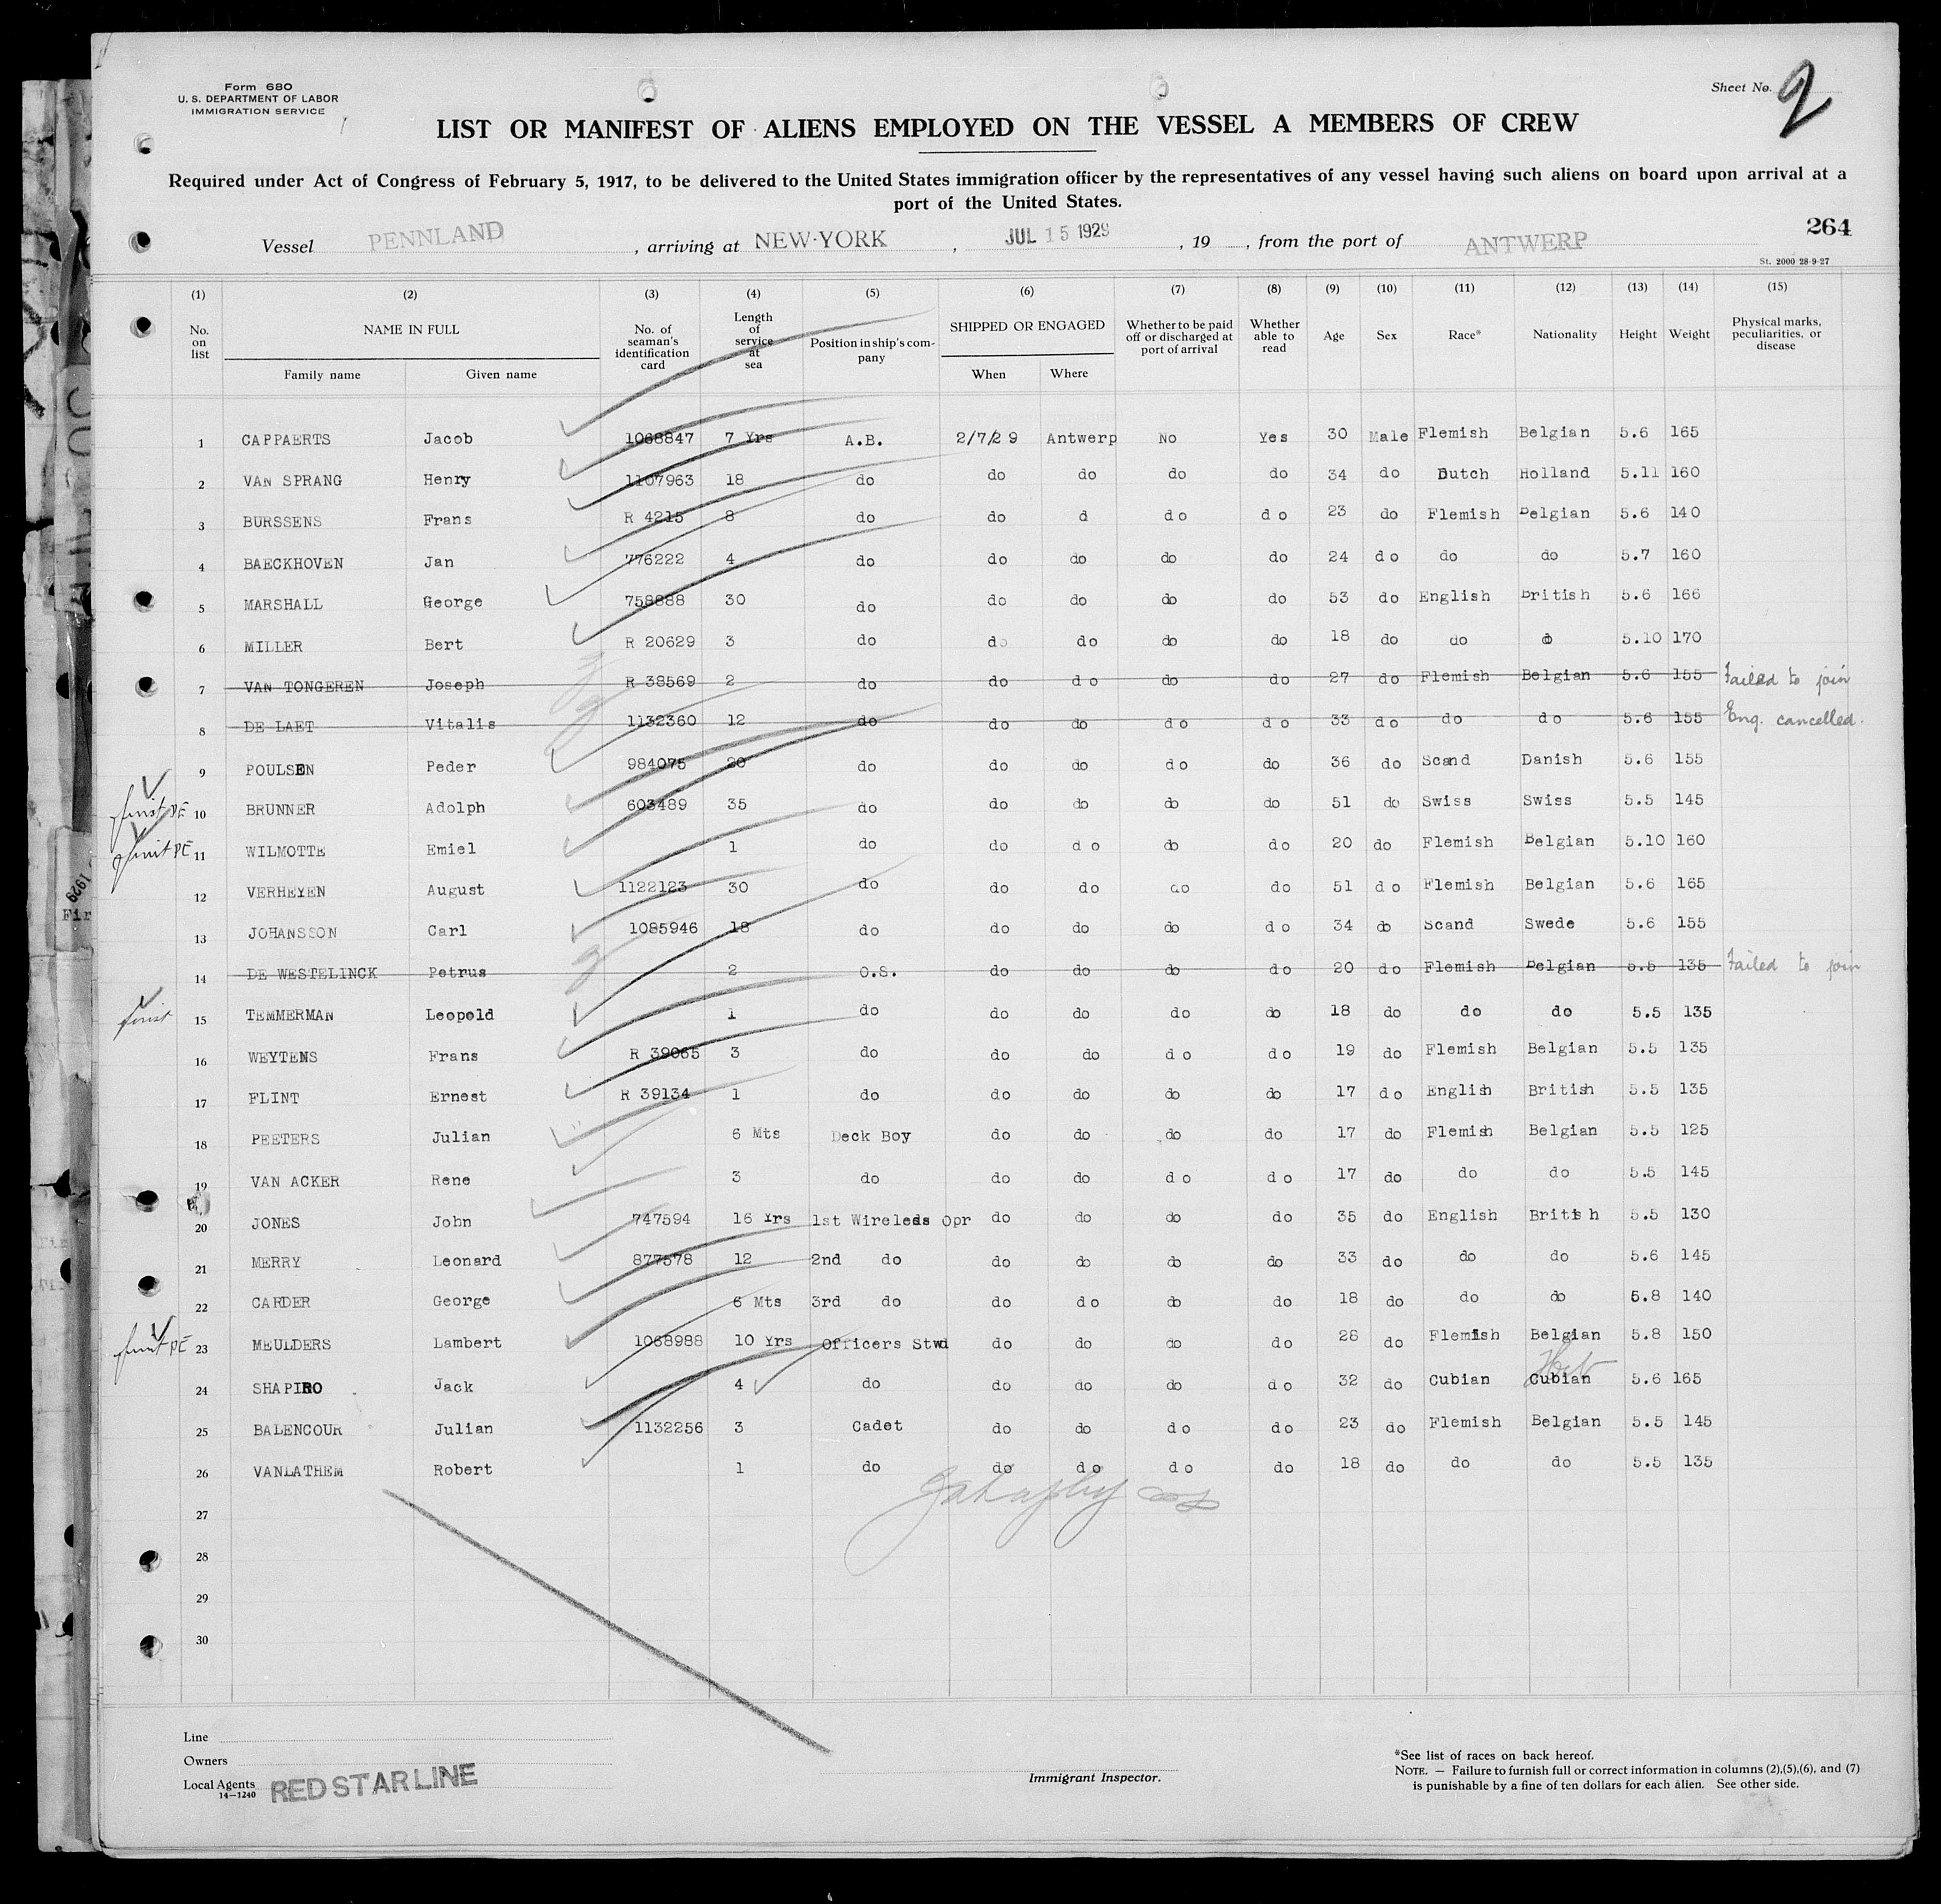 Form 680
U. S. DEPARTMENT OF LABOR
IMMIGRATION SERVICE
Sheet No. 2
LIST OR MANIFEST OF ALIENS EMPLOYED ON THE VESSEL A MEMBERS OF CREW
Required under Act of Congress of February 5, 1917, to be delivered to the United States immigration officer by the representatives of any vessel having such aliens on board upon arrival at a
port of the United States.
264
Vessel PENNLAND , arriving at NEW-YORK , JUL 15 1929 , 19 , from the port of ANTWERP
St. 2000 28-9-27
(1) (2) (3) (4) (5) (6) (7) (8) (9) (10) (11) (12) (13) (14) (15)
No. on list NAME IN FULL Family name Given name No. of seaman's identification card Length of service at sea Position in ship's company SHIPPED OR ENGAGED When Where Whether to be paid off or discharged at port of arrival Whether able to read Age Sex Race* Nationality Height Weight Physical marks, peculiarities, or disease
1 CAPPAERTS Jacob 1068847 7 Yrs A.B. 2/7/29 Antwerp No Yes 30 Male Flemish Belgian 5.6 165
2 VAN SPRANG Henry 1107963 18 do do do do do 34 do Dutch Holland 5.11 160
3 BURSSENS Frans R 4215 8 do do d do do 23 do Flemish Belgian 5.6 140
4 BAECKHOVEN Jan 776222 4 do do do do do 24 do do do 5.7 160
5 MARSHALL George 758888 30 do do do do do 53 do English British 5.6 166
6 MILLER Bert R 20629 3 do do do do do 18 do do do 5.10 170
7 VAN TONGEREN Joseph R 38569 2 do do do do do 27 do Flemish Belgian 5.6 155 Failed to join
8 DE LAET Vitalis 1132360 12 do do do do do 33 do do do 5.6 155 Eng. cancelled.
9 POULSEN Peder 984075 20 do do do do do 36 do Scand Danish 5.6 155
10 BRUNNER Adolph 603489 35 do do do do do 51 do Swiss Swiss 5.5 145
11 WILMOTTE Emiel 1 do do do do do 20 do Flemish Belgian 5.10 160
12 VERHEYEN August 1122123 30 do do do do do 51 do Flemish Belgian 5.6 165
13 JOHANSSON Carl 1085946 18 do do do do do 34 do Scand Swede 5.6 155
14 DE WESTELINCK Petrus 2 O.S. do do do do 20 do Flemish Belgian 5.5 135 Failed to join
15 TEMMERMAN Leopold 1 do do do do do 18 do do do 5.5 135
16 WEYTENS Frans R 39065 3 do do do do do 19 do Flemish Belgian 5.5 135
17 FLINT Ernest R 39134 1 do do do do do 17 do English British 5.5 135
18 PEETERS Julian 6 Mts Deck Boy do do do do 17 do Flemish Belgian 5.5 125
19 VAN ACKER Rene 3 do do do do do 17 do do do 5.5 145
20 JONES John 747594 16 Yrs 1st Wireless Opr do do do do 35 do English British 5.5 130
21 MERRY Leonard 877578 12 2nd do do do do do 33 do do do 5.6 145
22 CARDER George 6 Mts 3rd do do do do do 18 do do do 5.8 140
23 MEULDERS Lambert 1068988 10 Yrs Officers Stwd do do do do 28 do Flemish Belgian 5.8 150
24 SHAPIRO Jack 4 do do do do do 32 do Cubian Cubian 5.6 165
25 BALENCOUR Julian 1132256 3 Cadet do do do do 23 do Flemish Belgian 5.5 145
26 VANLATHEM Robert 1 do do do do do 18 do do do 5.5 135
27
28
29
30
Line
Owners
Local Agents RED STAR LINE
14—1240
Immigrant Inspector.
*See list of races on back hereof.
NOTE. — Failure to furnish full or correct information in columns (2),(5),(6), and (7)
is punishable by a fine of ten dollars for each alien. See other side.